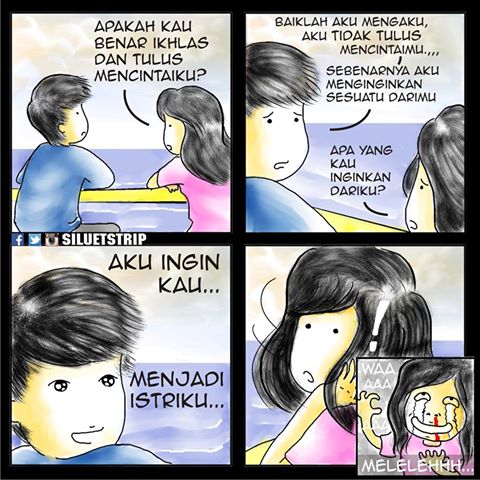 APAKAH KAU
BENAR IKHLAS
DAN TULUS
MENCINTAIKU?
BAIKLAH AKU MENGAKU,
AKU TIDAK TULUS
MENCINTAIMU.,,,
SEBENARNYA AKU
MENGINGINKAN
SESUATU DARIMU
APA YANG
KAU
INGINKAN
DARIKU?
SILUETSTRIP
AKU INGIN
KAU...
MENJADI
ISTRIKU...
!
WAA
AAA
MELELEHHH...